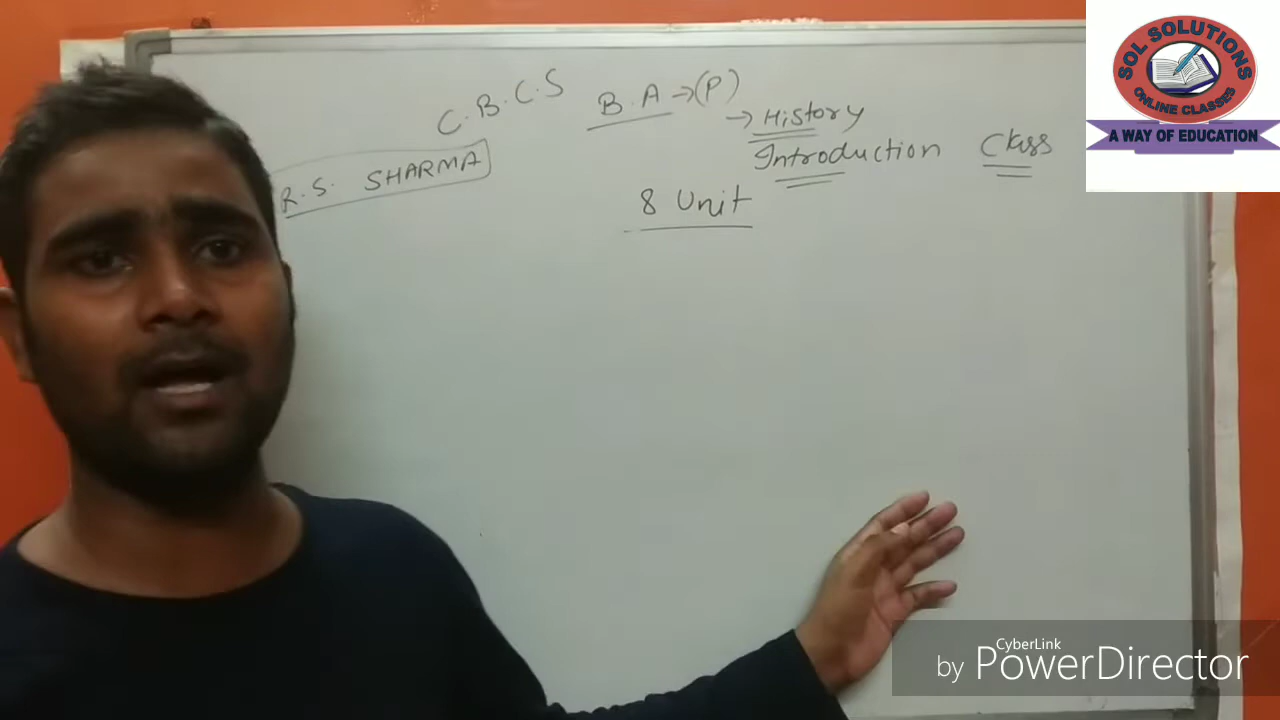 C.B.C.S B.A →(P)
→ History
Introduction Class
R.S. SHARMA
8 Unit
SOL SOLUTIONS
ONLINE CLASSES
A WAY OF EDUCATION
CyberLink
by PowerDirector